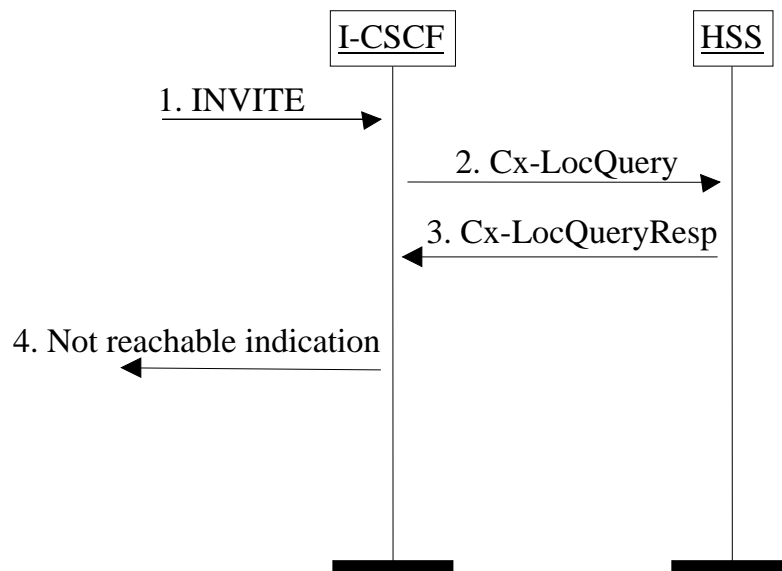 I-CSCF
HSS
1. INVITE
2. Cx-LocQuery
3. Cx-LocQueryResp
4. Not reachable indication